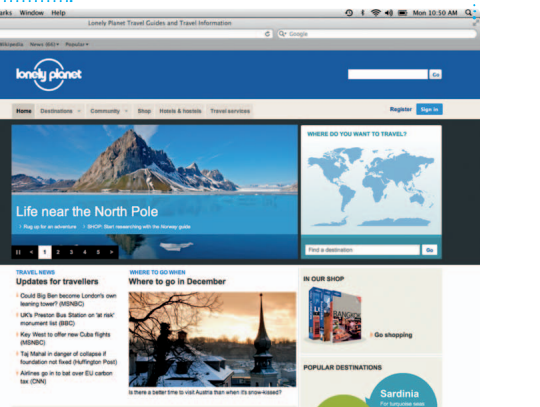 arks Window Help Mon 10:50 AM
Lonely Planet Travel Guides and Travel Information
Google
Wikipedia News (66) Popular
lonely planet
Go
Home Destinations Community Shop Hotels & hostels Travel services Register Sign in
WHERE DO YOU WANT TO TRAVEL?
Life near the North Pole
Rug up for an adventure SHOP: Start researching with the Norway guide
1 2 3 4 5
Find a destination Go
TRAVEL NEWS
Updates for travellers
Could Big Ben become London's own
leaning tower? (MSNBC)
UK's Preston Bus Station on 'at risk'
monument list (BBC)
Key West to offer new Cuba flights
(MSNBC)
Taj Mahal in danger of collapse if
foundation not fixed (Huffington Post)
Airlines go in to bat over EU carbon
tax (CNN)
WHERE TO GO WHEN
Where to go in December
Is there a better time to visit Austria than when it's snow-kissed?
IN OUR SHOP
BANGKOK
Go shopping
POPULAR DESTINATIONS
Sardinia
For turquoise seas